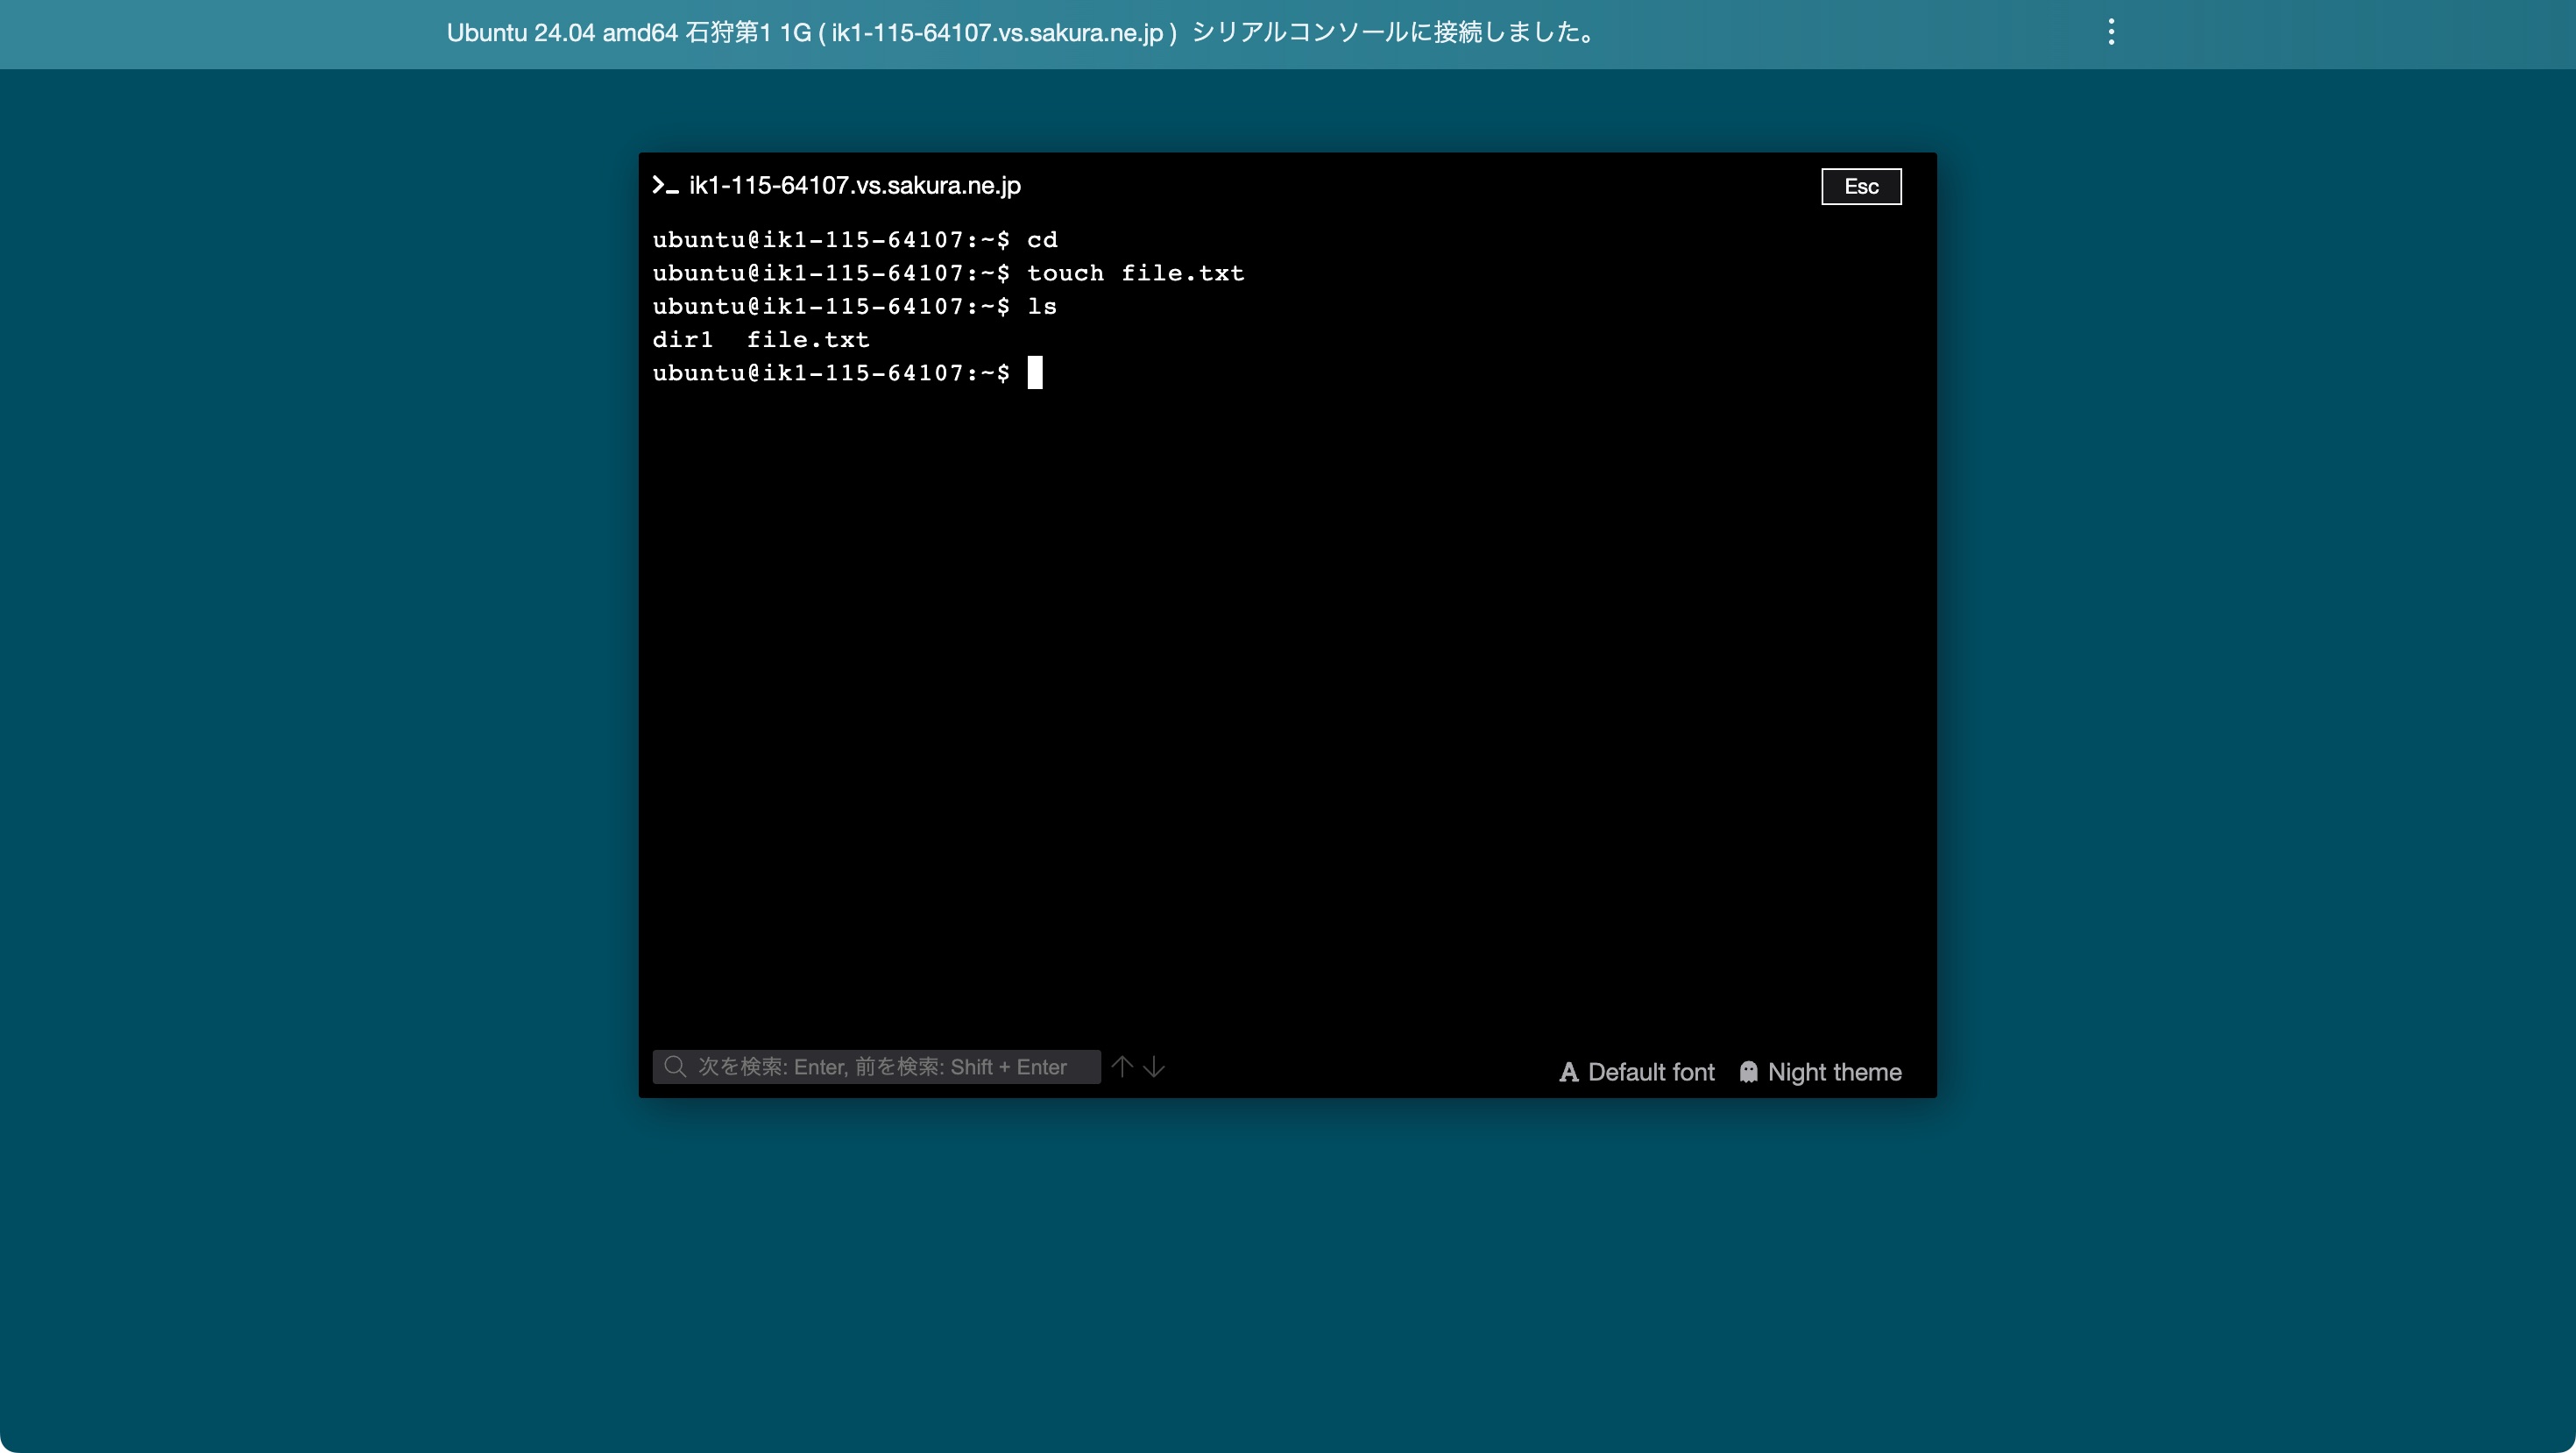 Ubuntu 24.04 amd64 石狩第1 1G ( ik1-115-64107.vs.sakura.ne.jp ) シリアルコンソールに接続しました。
ik1-115-64107.vs.sakura.ne.jp
Esc
ubuntu@ik1-115-64107:~$ cd
ubuntu@ik1-115-64107:~$ touch file.txt
ubuntu@ik1-115-64107:~$ ls
dir1  file.txt
ubuntu@ik1-115-64107:~$
次を検索: Enter, 前を検索: Shift + Enter
Default font
Night theme